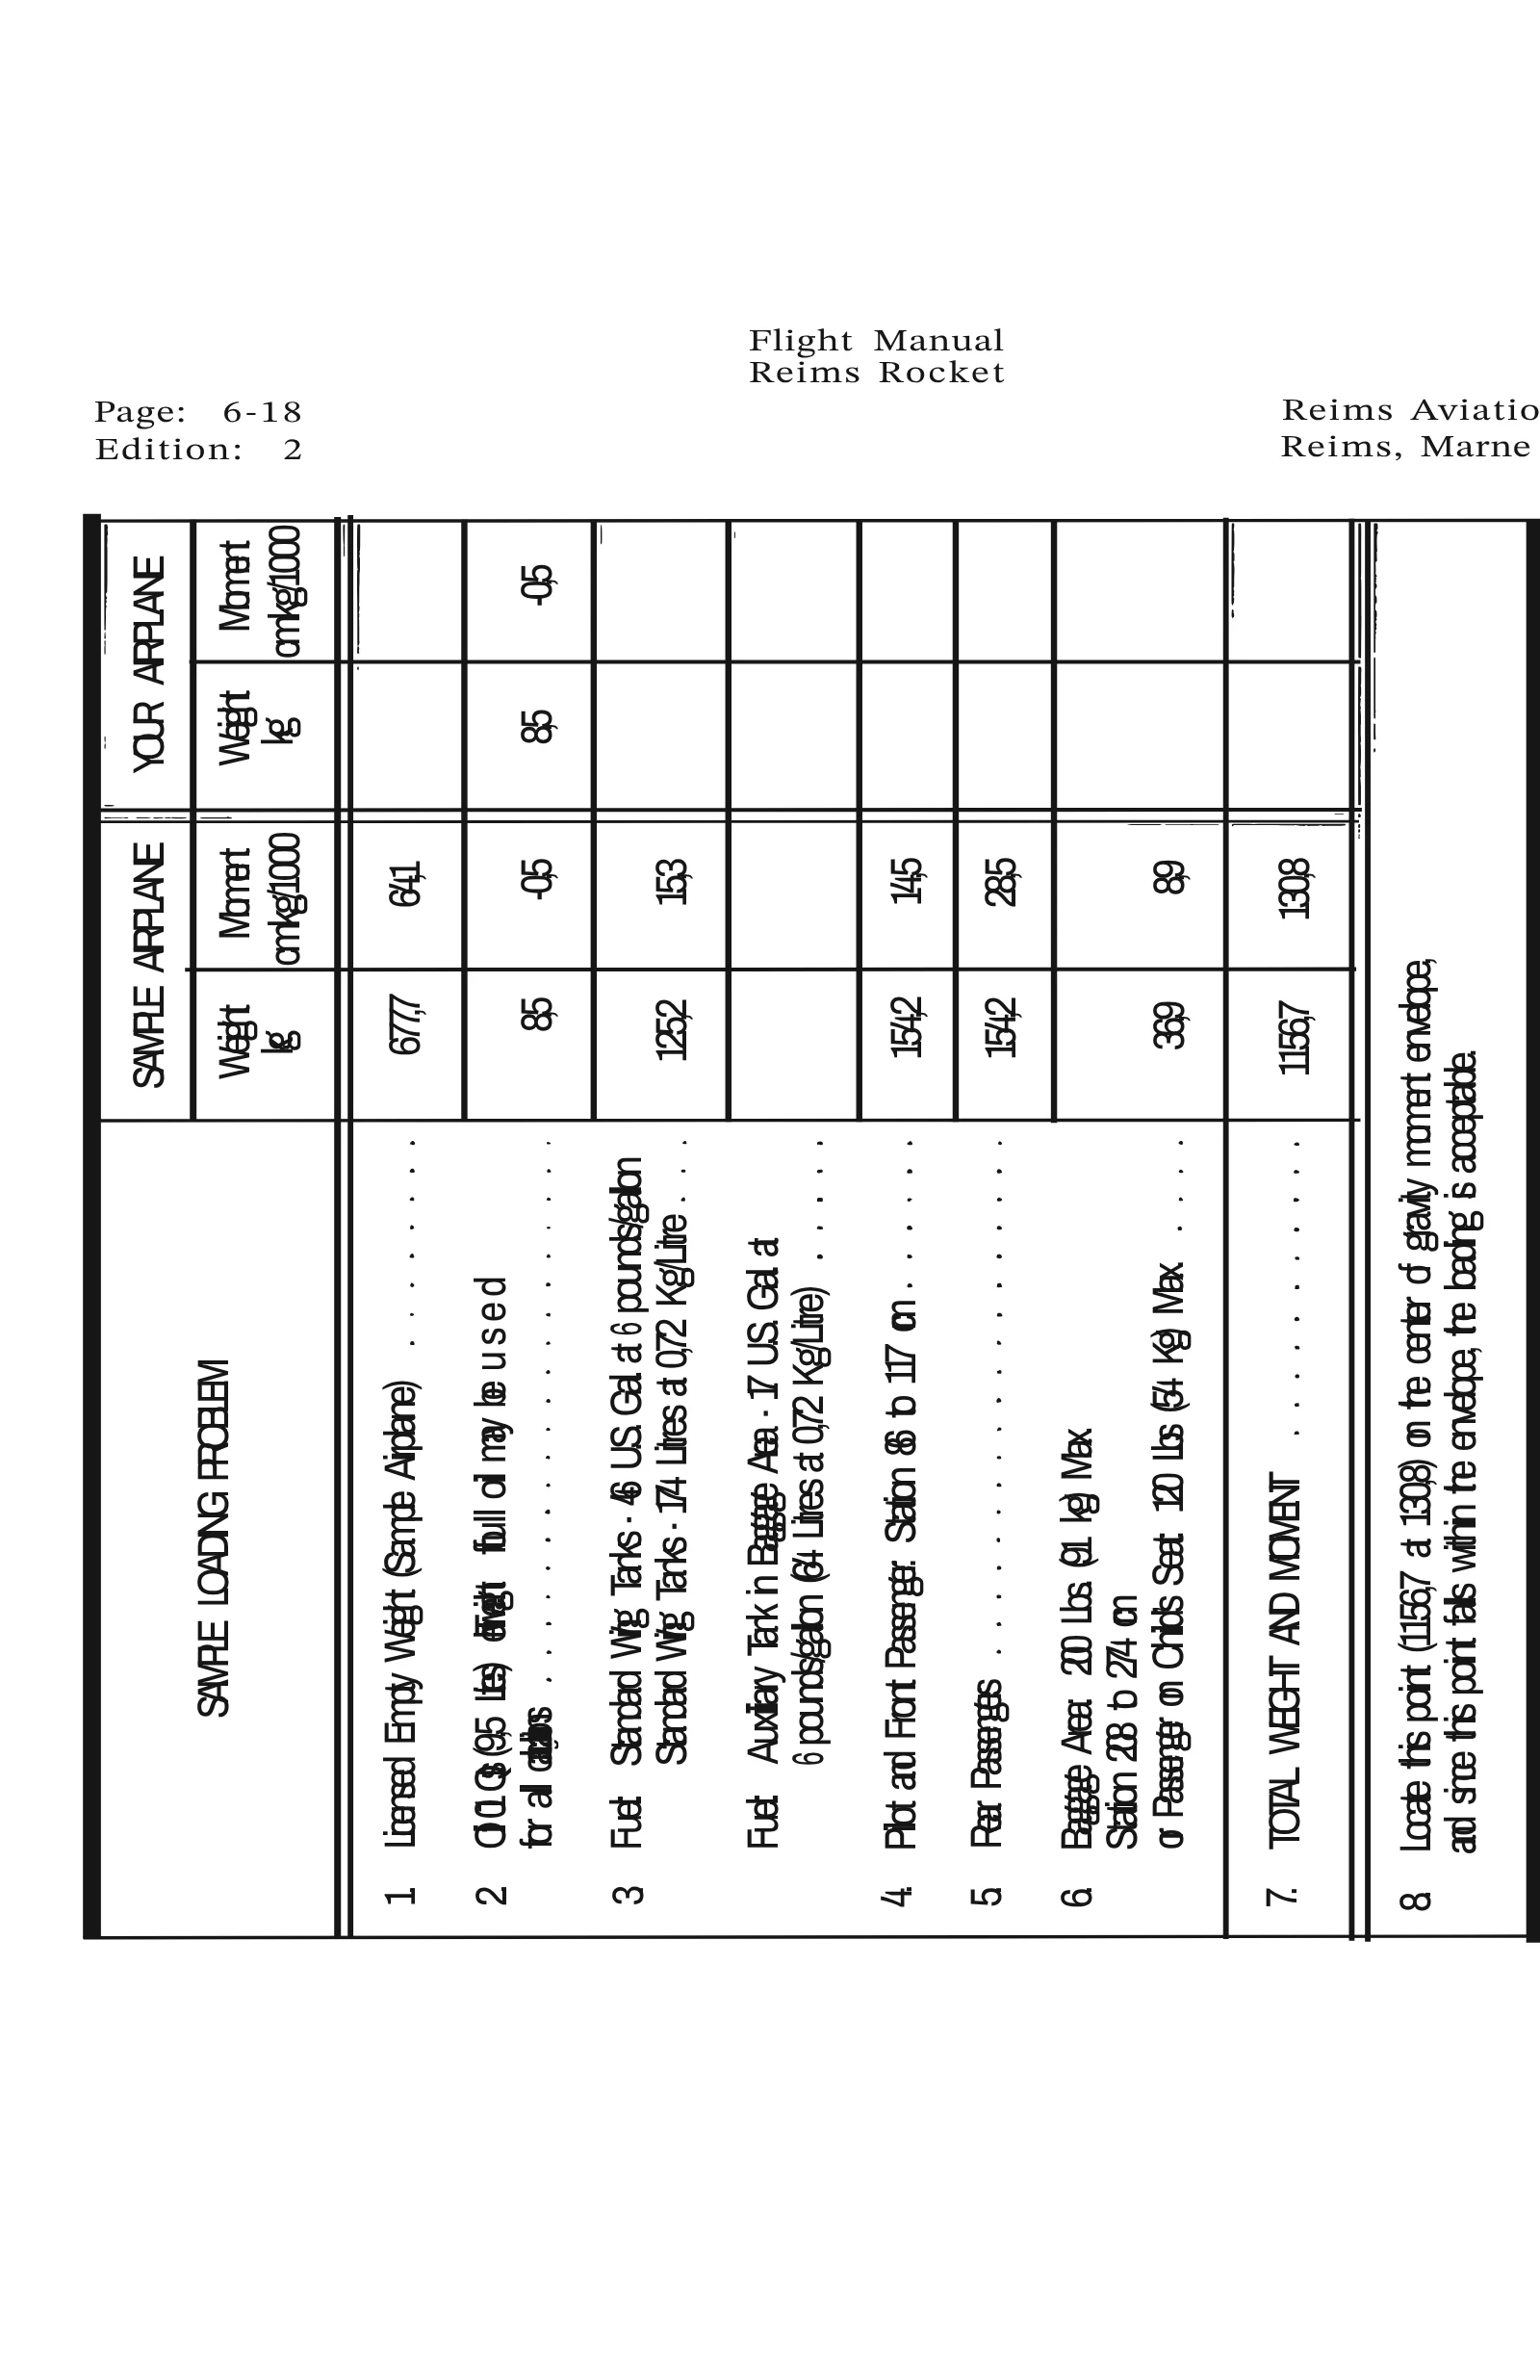 Flight Manual
Reims Rocket
Page: 6-18
Edition: 2
Reims Aviatio
Reims, Marne
SAMPLE LOADING PROBLEM
SAMPLE AIRPLANE
YOUR AIRPLANE
Weight kg
Moment cmkg/1000
Weight kg
Moment cmkg/1000
1. Licensed Empty Weight (Sample Airplane) . . . . . . . . 677,7 64,1
2. Oil 10 Qts (9,5 Litres) full oil may be used
for all calculations . . . . . . . . . . . . . . . . . . . . 8,5 -0,5 8,5 -0,5
3. Fuel: Standard Wing Tanks - 46 U.S. Gal. at 6 pounds/gallon
Standard Wing Tanks - 174 Litres at 0,72 Kg/Litre . . . 125,2 15,3
Fuel: Auxiliary Tank in Baggage Area - 17 U.S. Gal. at
6 pounds/gallon (64 Litres at 0,72 Kg/Litre) . . . . .
4. Pilot and Front Passenger: Station 86 to 117 cm . . . . . . 154,2 14,5
5. Rear Passengers . . . . . . . . . . . . . . . . . . . 154,2 28,5
6. Baggage Area: 200 Lbs. (91 kg) Max.
Station 228 to 274 cm
or Passenger on Child's Seat: 120 Lbs (54 Kg) Max. . . . . 36,9 8,9
7. TOTAL WEIGHT AND MOMENT . . . . . . . . . . . 1156,7 130,8
8. Locate this point (1156,7 at 130,8) on the center of gravity moment envelope,
and since this point falls within the envelope, the loading is acceptable.